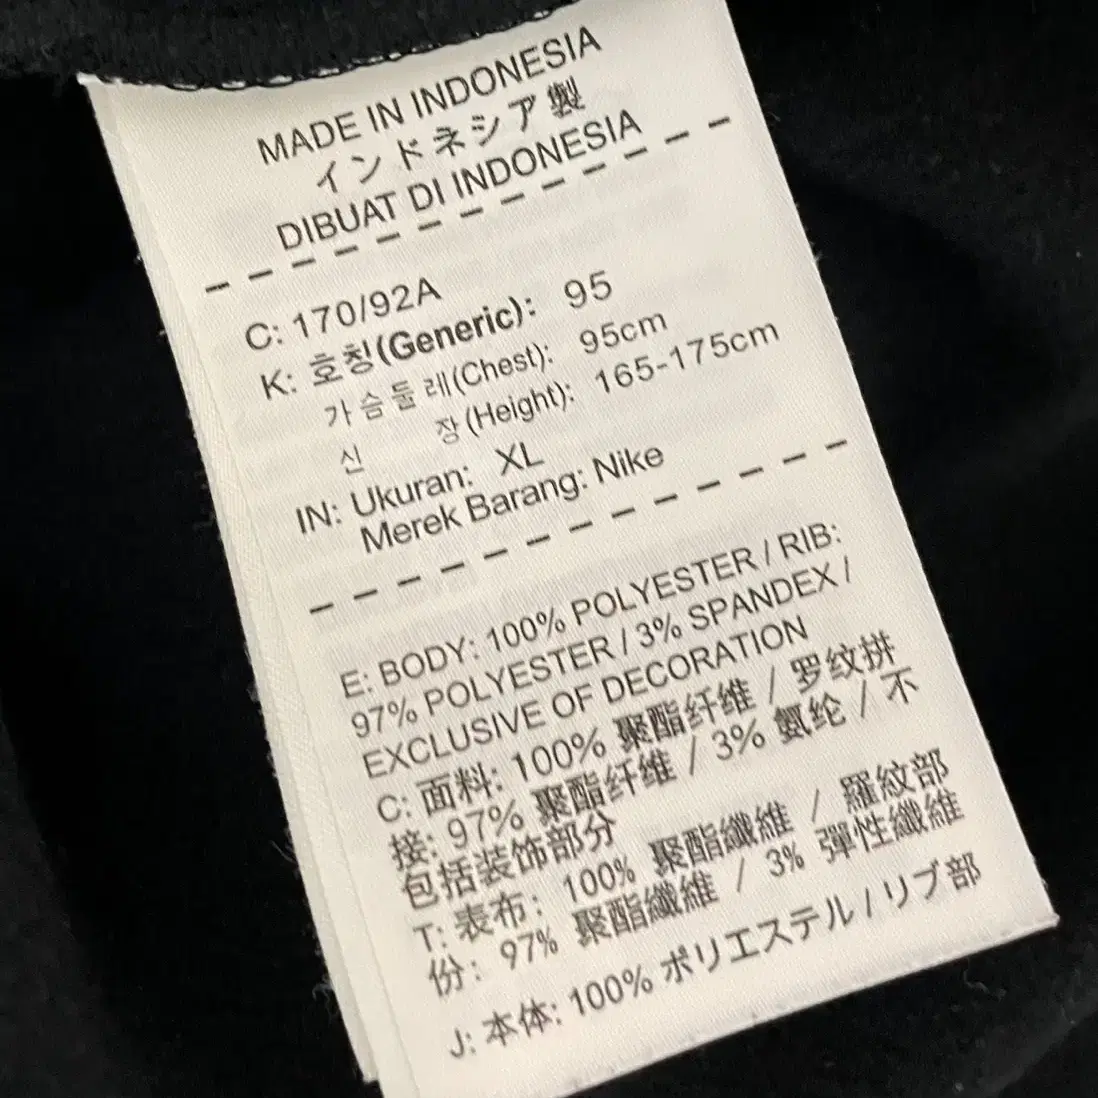 MADE IN INDONESIA
インドネシア製
DIBUAT DI INDONESIA
C: 170/92A
K: 호칭(Generic): 95
가슴둘레(Chest): 95cm
신 장(Height): 165-175cm
IN: Ukuran: XL
Merek Barang: Nike
E: BODY: 100% POLYESTER / RIB:
97% POLYESTER / 3% SPANDEX /
EXCLUSIVE OF DECORATION
C: 面料: 100% 聚酯纤维 / 罗纹拼
接: 97% 聚酯纤维 / 3% 氨纶 / 不
包括装饰部分
T: 表布: 100% 聚酯纖維 / 羅紋部
份: 97% 聚酯纖維 / 3% 彈性纖維
J: 本体: 100% ポリエステル / リブ部